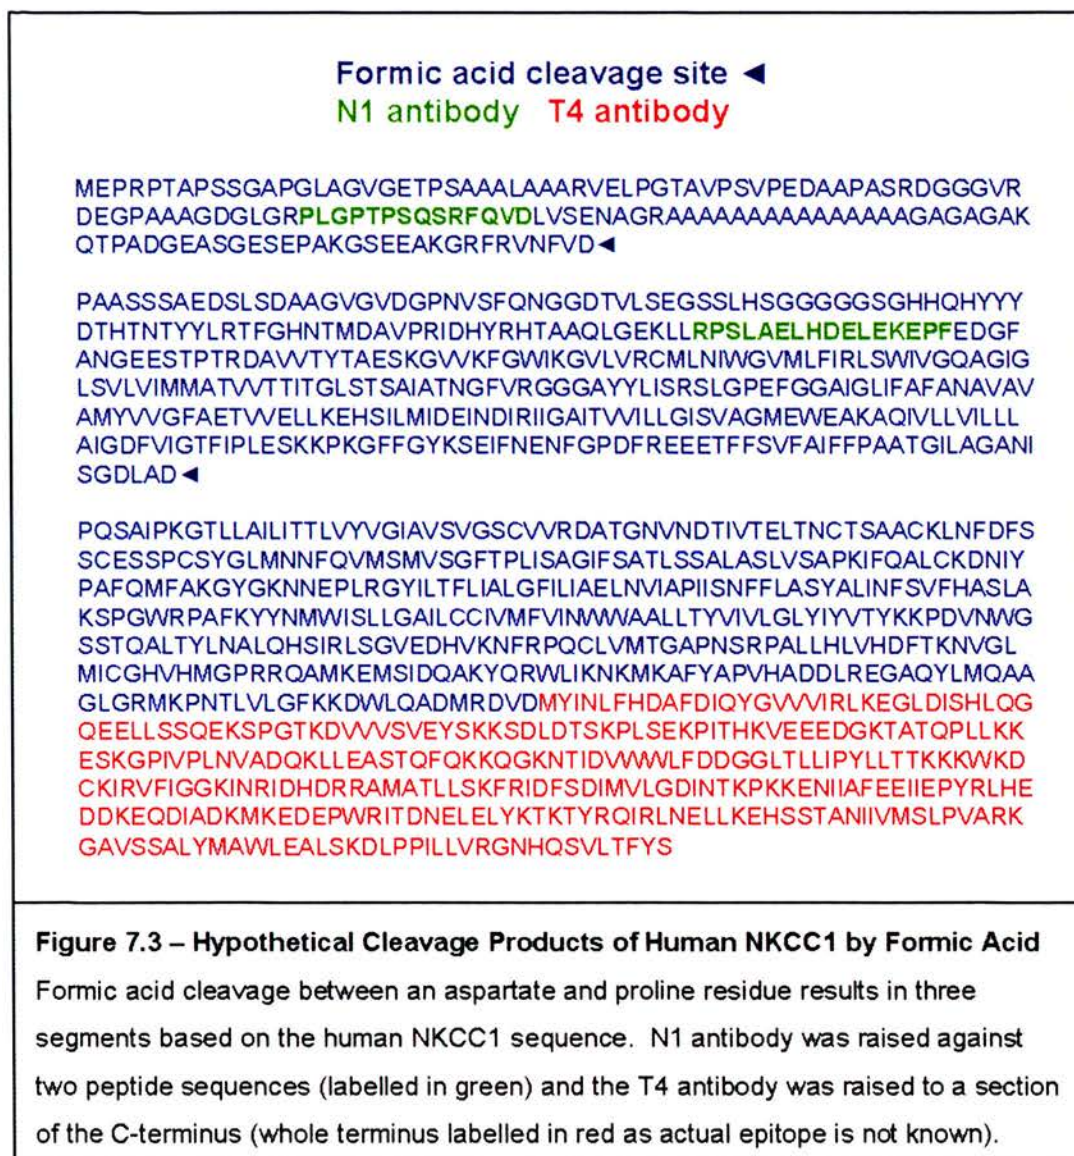 Formic acid cleavage site ◄
N1 antibody T4 antibody
MEPRPTAPSSGAPGLAGVGETPSAAALAAARVELPGTAVPSVPEDAAPASRDGGGVR
DEGPAAAGDGLGRPLGPTPSQSRFQVDLVSENAGRAAAAAAAAAAAAAAAGAGAGAK
QTPADGEASGESEPAKGSEEAKGRFRVNFVD◄
PAASSSAEDSLSDAAGVGVDGPNVSFQNGGDTVLSEGSSLHSGGGGGSGHHQHYYY
DTHTNTYYLRTFGHNTMDAVPRIDHYRHTAAQLGEKLLRPSLAELHDELEKEPFEDGF
ANGEESTPTRDAVVTYTAESKGVVKFGWIKGVLVRCMLNIWGVMLFIRLSWIVGQAGIG
LSVLVIMMATVVTTITGLSTSAIATNGFVRGGGAYYLISRSLGPEFGGAIGLIFAFANAVAV
AMYVVGFAETVVELLKEHSILMIDEINDIRIIGAITVVILLGISVAGMEWEAKAQIVLLVILLL
AIGDFVIGTFIPLESKKPKGFFGYKSEIFNENFGPDFREEETFFSVFAIFFPAATGILAGANI
SGDLAD◄
PQSAIPKGTLLAILITTLVYVGIAVSVGSCVVRDATGNVNDTIVTELTNCTSAACKLNFDFS
SCESSPCSYGLMNNFQVMSMVSGFTPLISAGIFSATLSSALASLVSAPKIFQALCKDNIY
PAFQMFAKGYGKNNEPLRGYILTFLIALGFILIAELNVIAPIISNFFLASYALINFSVFHASLA
KSPGWRPAFKYYNMWISLLGAILCCIVMFVINWWAALLTYVIVLGLYIYVTYKKPDVNWG
SSTQALTYLNALQHSIRLSGVEDHVKNFRPQCLVMTGAPNSRPALLHLVHDFTKNVGL
MICGHVHMGPRRQAMKEMSIDQAKYQRWLIKNKMKAFYAPVHADDLREGAQYLMQAA
GLGRMKPNTLVLGFKKDWLQADMRDVDMYINLFHDAFDIQYGVVVIRLKEGLDISHLQG
QEELLSSQEKSPGTKDVVVSVEYSKKSDLDTSKPLSEKPITHKVEEEDGKTATQPLLKK
ESKGPIVPLNVADQKLLEASTQFQKKQGKNTIDVWWLFDDGGLTLLIPYLLTTKKKWKD
CKIRVFIGGKINRIDHDRRAMATLLSKFRIDFSDIMVLGDINTKPKKENIIAFEEIIEPYRLHE
DDKEQDIADKMKEDEPWRITDNELELYKTKTYRQIRLNELLKEHSSTANIIVMSLPVARK
GAVSSALYMAWLEALSKDLPPILLVRGNHQSVLTFYS
Figure 7.3 – Hypothetical Cleavage Products of Human NKCC1 by Formic Acid
Formic acid cleavage between an aspartate and proline residue results in three
segments based on the human NKCC1 sequence. N1 antibody was raised against
two peptide sequences (labelled in green) and the T4 antibody was raised to a section
of the C-terminus (whole terminus labelled in red as actual epitope is not known).